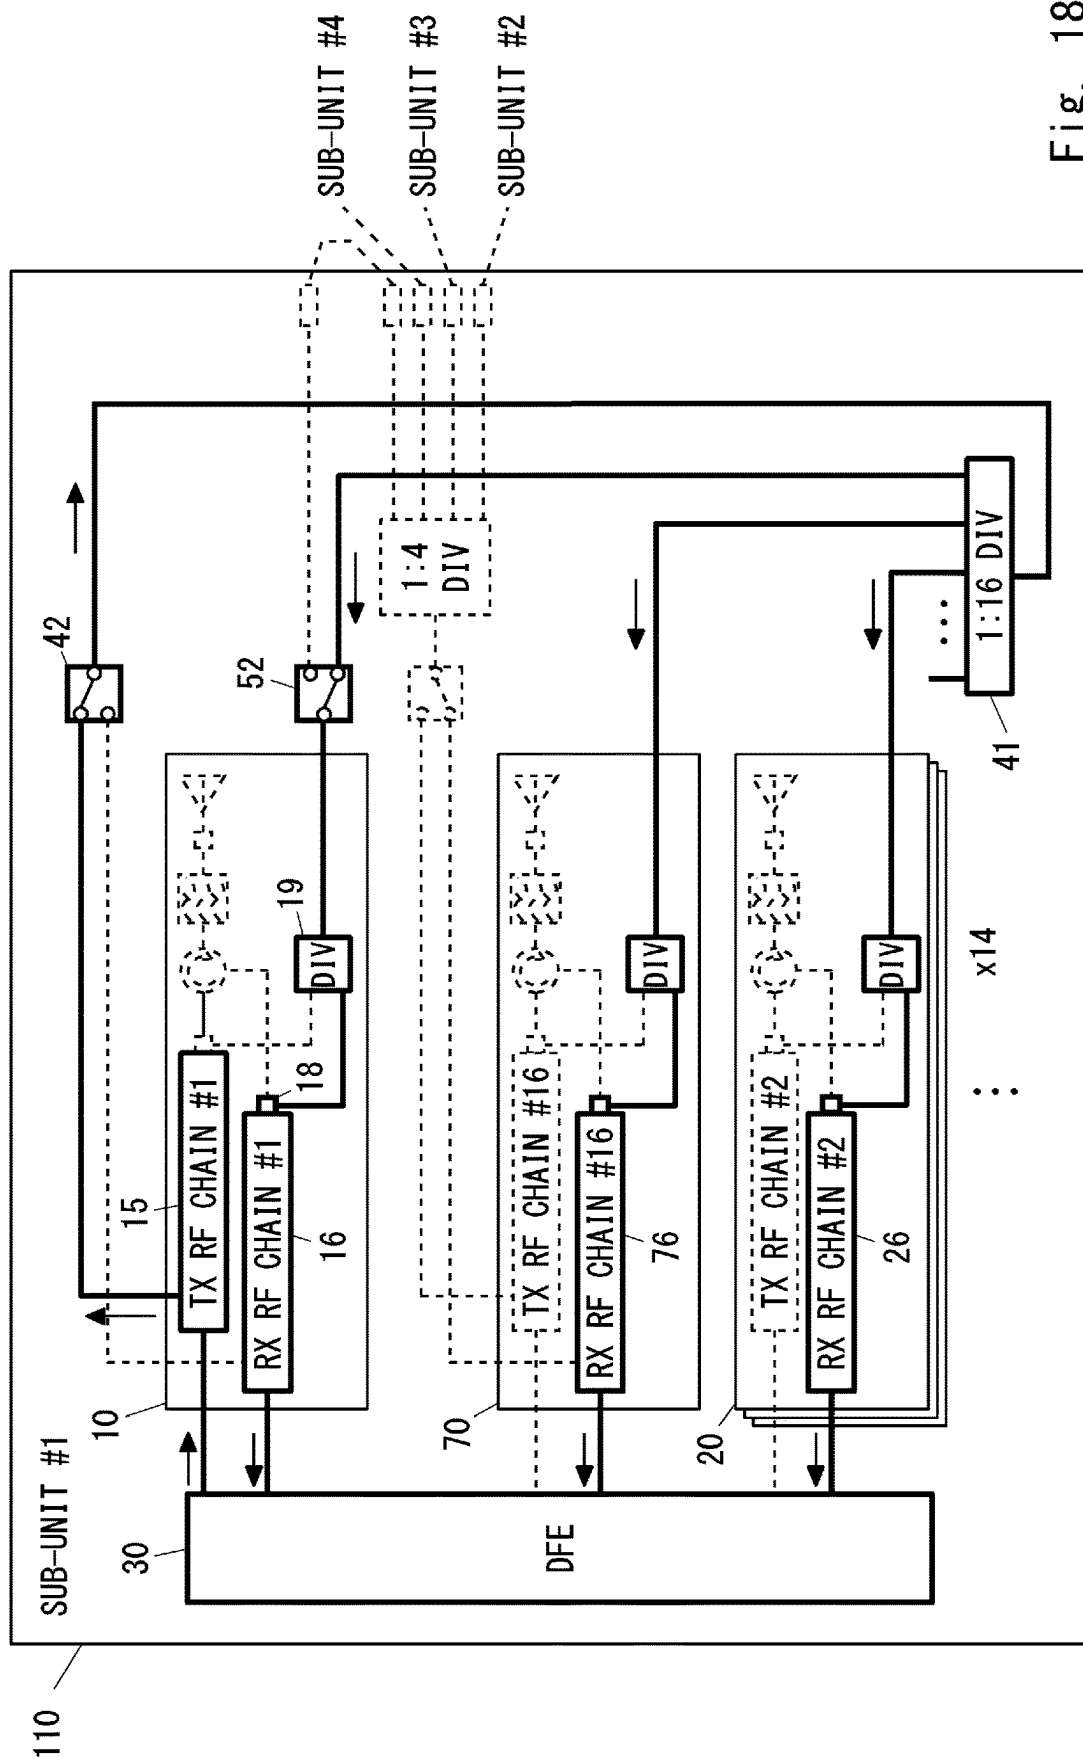 110
SUB-UNIT #1
30
DFE
10
15
TX RF CHAIN #1
RX RF CHAIN #1
16
18
19
DIV
42
52
1:4
DIV
SUB-UNIT #4
SUB-UNIT #3
SUB-UNIT #2
70
TX RF CHAIN #16
RX RF CHAIN #16
76
DIV
20
TX RF CHAIN #2
RX RF CHAIN #2
26
DIV
x14
41
1:16 DIV
Fig. 18